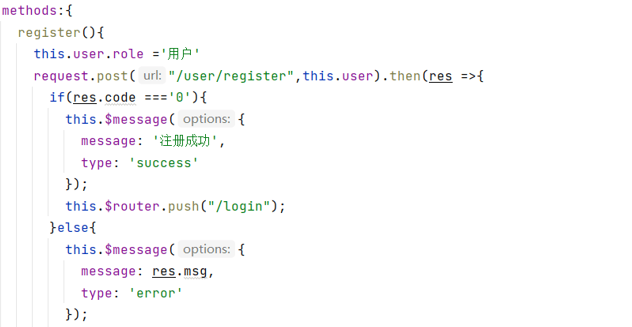 methods:{
register(){
this.user.role ='用户'
request.post( url: "/user/register",this.user).then(res =>{
if(res.code ==='0'){
this.$message( options: {
message: '注册成功',
type: 'success'
});
this.$router.push("/login");
}else{
this.$message( options: {
message: res.msg,
type: 'error'
});